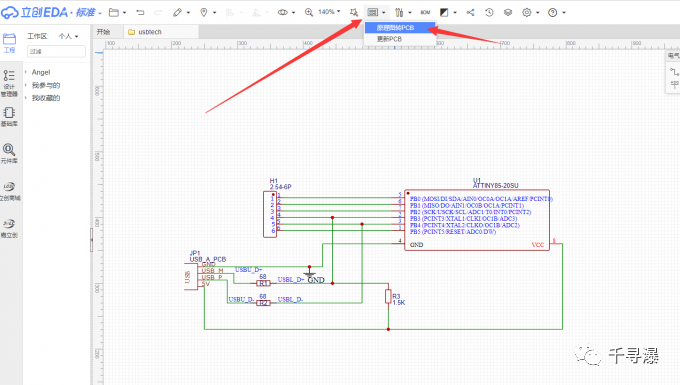 立创EDA · 标准
140%
BOM
原理图转PCB
更新PCB
工程
工作区 个人
开始 usbtech
过滤
Angel
我参与的
我收藏的
设计
管理器
基础库
元件库
立创商城
嘉立创
电气
H1
2.54-6P
1
2
3
4
5
6
U1
ATTINY85-20SU
5 PB0 (MOSI/DI/SDA/AIN0/OC0A/OC1A/AREF/PCINT0)
6 PB1 (MISO/DO/AIN1/OC0B/OC1A/PCINT1)
7 PB2 (SCK/USCK/SCL/ADC1/T0/INT0/PCINT2)
2 PB3 (PCINT3/XTAL1/CLKI/OC1B/ADC3)
3 PB4 (PCINT4/XTAL2/CLKO/OC1B/ADC2)
1 PB5 (PCINT5/RESET/ADC0/DW)
4 GND VCC 8
JP1
USB_A_PCB
USB
GND
USB_M
USB_P
5V
USBU_D+
68
R1
USBL_D+
GND
USBU_D-
68
R2
USBL_D-
R3
1.5K
千寻瀑